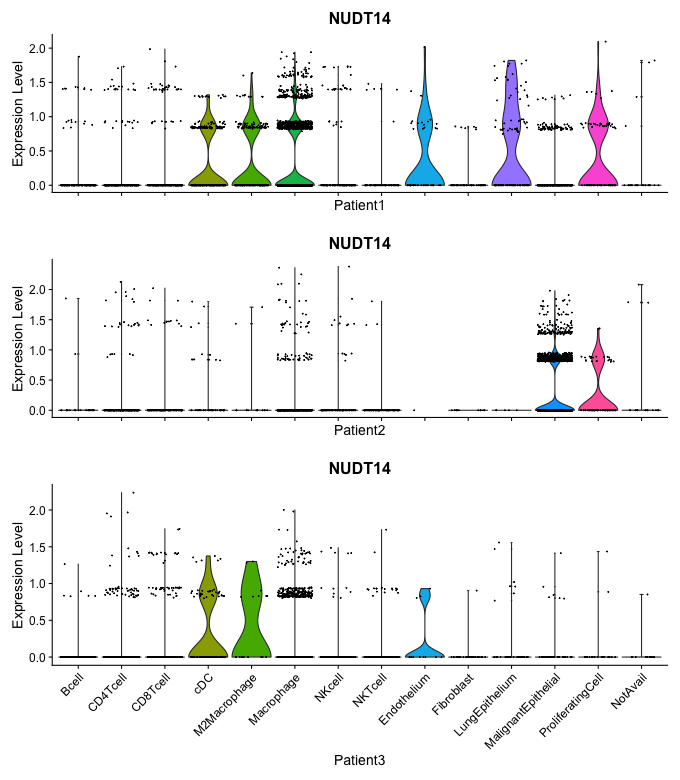 NUDT14
Expression Level
2.0
1.5
1.0
0.5
0.0
Patient1
NUDT14
Expression Level
2.0
1.5
1.0
0.5
0.0
Patient2
NUDT14
Expression Level
2.0
1.5
1.0
0.5
0.0
Bcell
CD4Tcell
CD8Tcell
cDC
M2Macrophage
Macrophage
NKcell
NKTcell
Endothelium
Fibroblast
LungEpithelium
MalignantEpithelial
ProliferatingCell
NotAvail
Patient3